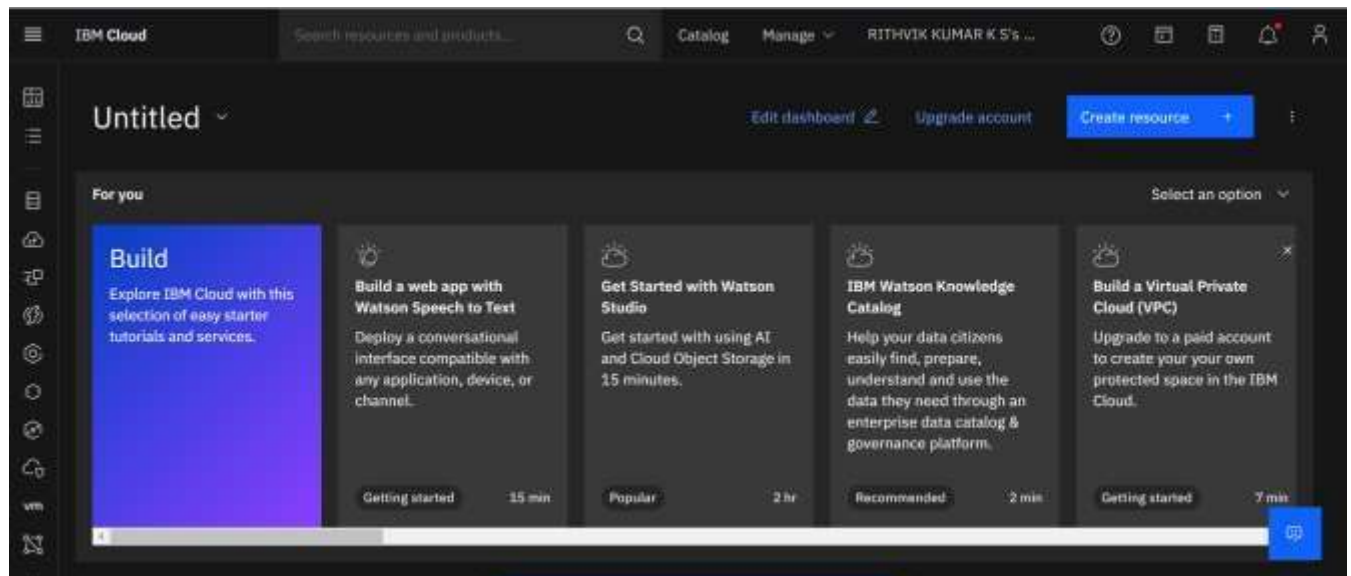 IBM Cloud
Search resources and products...
Catalog
Manage
RITHVIK KUMAR K S's ...
Untitled
Edit dashboard
Upgrade account
Create resource +
For you
Select an option
Build
Explore IBM Cloud with this
selection of easy starter
tutorials and services.
Build a web app with
Watson Speech to Text
Deploy a conversational
interface compatible with
any application, device, or
channel.
Getting started
15 min
Get Started with Watson
Studio
Get started with using AI
and Cloud Object Storage in
15 minutes.
Popular
2 hr
IBM Watson Knowledge
Catalog
Help your data citizens
easily find, prepare,
understand and use the
data they need through an
enterprise data catalog &
governance platform.
Recommended
2 min
Build a Virtual Private
Cloud (VPC)
Upgrade to a paid account
to create your your own
protected space in the IBM
Cloud.
Getting started
7 min
vm